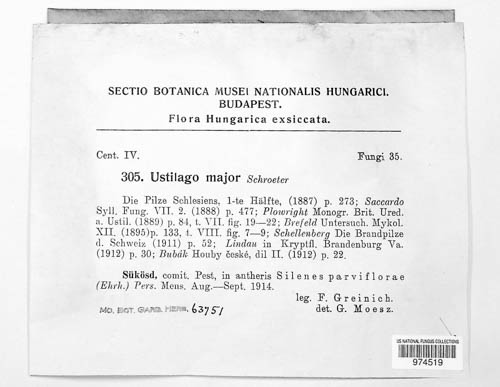 SECTIO BOTANICA MUSEI NATIONALIS HUNGARICI.
BUDAPEST.
Flora Hungarica exsiccata.
Cent. IV. Fungi 35.
305. Ustilago major Schroeter
Die Pilze Schlesiens, 1-te Hälfte, (1887) p. 273; Saccardo
Syll. Fung. VII. 2. (1888) p. 477; Plowright Monogr. Brit. Ured.
a. Ustil. (1889) p. 84, t. VII. fig. 19—22; Brefeld Untersuch. Mykol.
XII. (1895)p. 133, t. VIII. fig. 7—9; Schellenberg Die Brandpilze
d. Schweiz (1911) p. 52; Lindau in Kryptfl. Brandenburg Va.
(1912) p. 30; Bubák Houby české, dil II. (1912) p. 22.
Sükösd, comit. Pest, in antheris Silenes parviflorae
(Ehrh.) Pers. Mens. Aug.—Sept. 1914.
leg. F. Greinich.
det. G. Moesz.
MO. BOT. GARD. HERB. 63751
US NATIONAL FUNGUS COLLECTIONS
974519